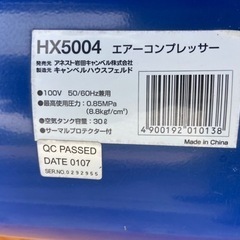 HX5004 エアーコンプレッサー
発売元 アネスト岩田キャンベル株式会社
製造元 キャンベルハウスフェルド
●100V 50/60Hz兼用
●最高使用圧力：0.85MPa
(8.8kgf/cm²)
●空気タンク容量：30ℓ
●サーマルプロテクター付
4900192010138
Made in China
QC PASSED
DATE 0107
SER.NO 0292955